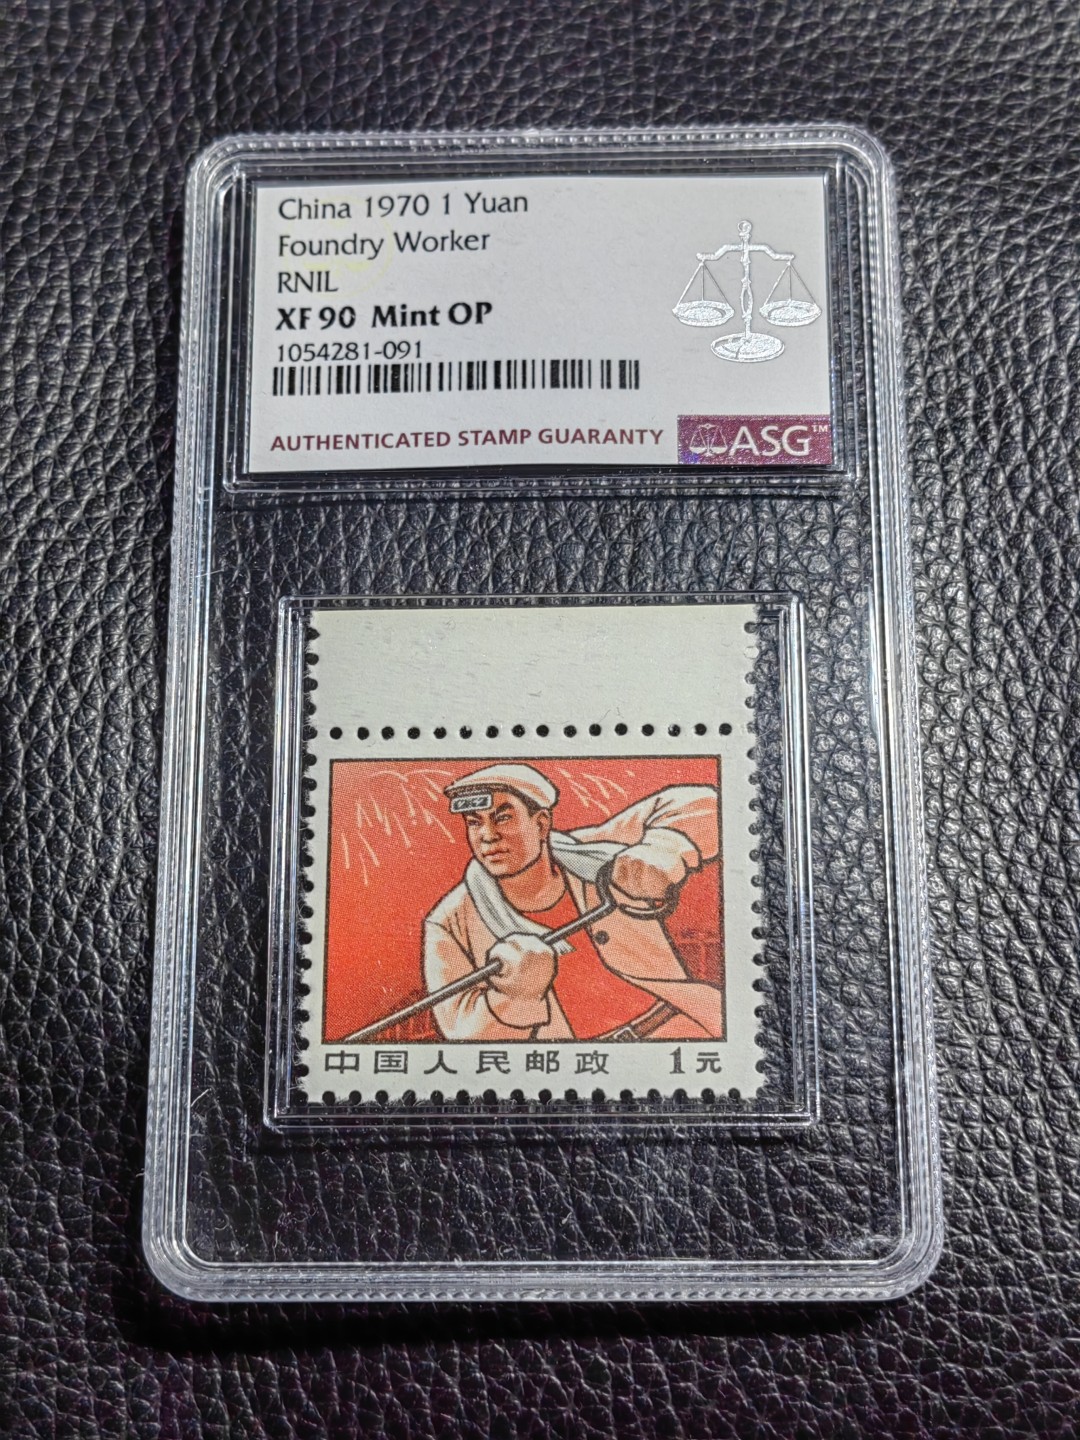 China 1970 1 Yuan
Foundry Worker
RNIL
XF 90 Mint OP
1054281-091
AUTHENTICATED STAMP GUARANTY
ASG™
中国人民邮政 1元